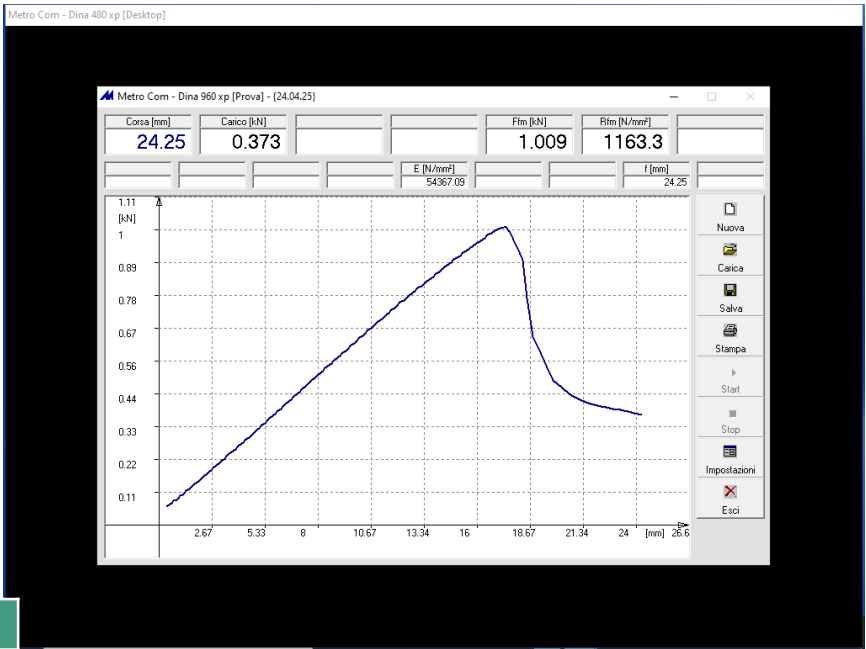 Metro Com - Dina 480 xp [Desktop]
Metro Com - Dina 960 xp [Prova] - {24.04.25}
Corsa [mm] Carico [kN] Ffm [kN] Rfm [N/mm²]
24.25 0.373 1.009 1163.3
E [N/mm²] f [mm]
54367.09 24.25
1.11
[kN]
1
0.89
0.78
0.67
0.56
0.44
0.33
0.22
0.11
2.67 5.33 8 10.67 13.34 16 18.67 21.34 24 [mm] 26.6
Nuova
Carica
Salva
Stampa
Start
Stop
Impostazioni
Esci